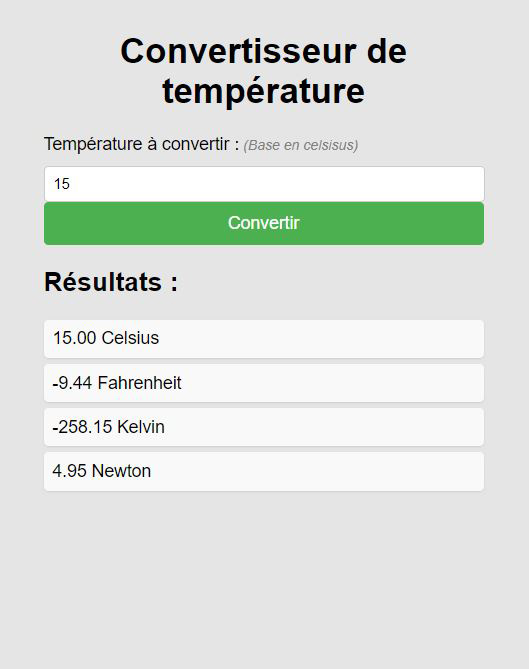 Convertisseur de
température
Température à convertir : (Base en celsisus)
15
Convertir
Résultats :
15.00 Celsius
-9.44 Fahrenheit
-258.15 Kelvin
4.95 Newton